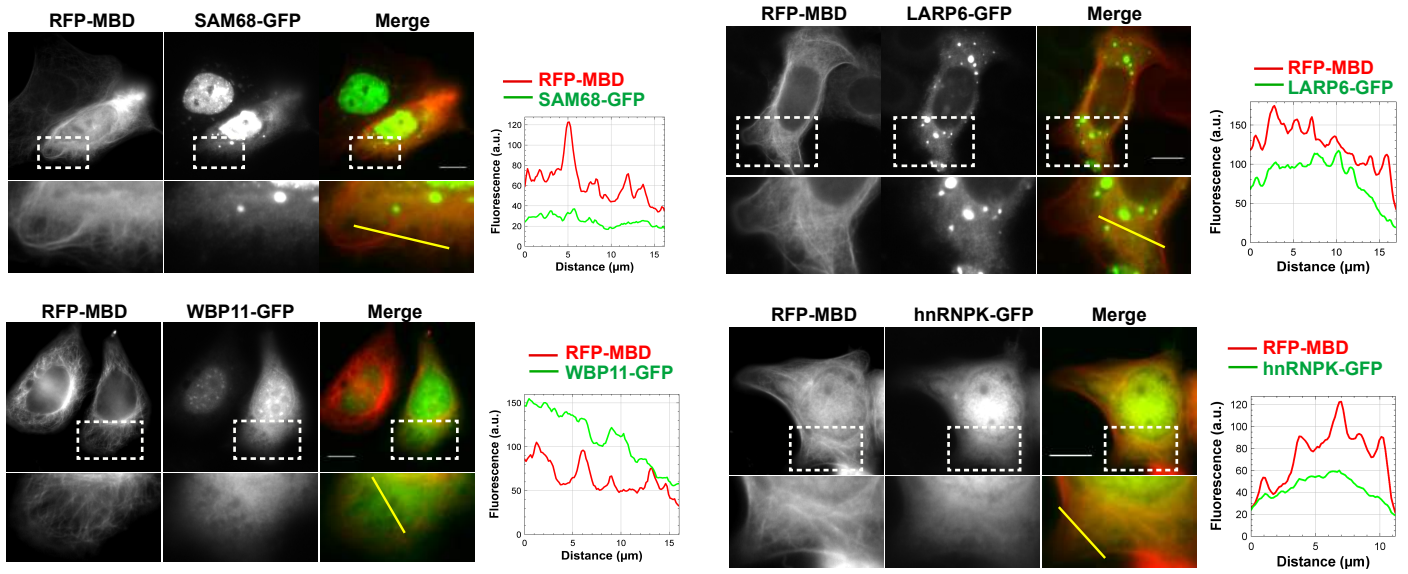 RFP-MBD SAM68-GFP Merge
RFP-MBD
SAM68-GFP
Fluorescence (a.u.)
120
100
80
60
40
20
0
0 5 10 15
Distance (µm)
RFP-MBD LARP6-GFP Merge
RFP-MBD
LARP6-GFP
Fluorescence (a.u.)
150
100
50
0
0 5 10 15
Distance (µm)
RFP-MBD WBP11-GFP Merge
RFP-MBD
WBP11-GFP
Fluorescence (a.u.)
150
100
50
0
0 5 10 15
Distance (µm)
RFP-MBD hnRNPK-GFP Merge
RFP-MBD
hnRNPK-GFP
Fluorescence (a.u.)
120
100
80
60
40
20
0
0 5 10
Distance (µm)